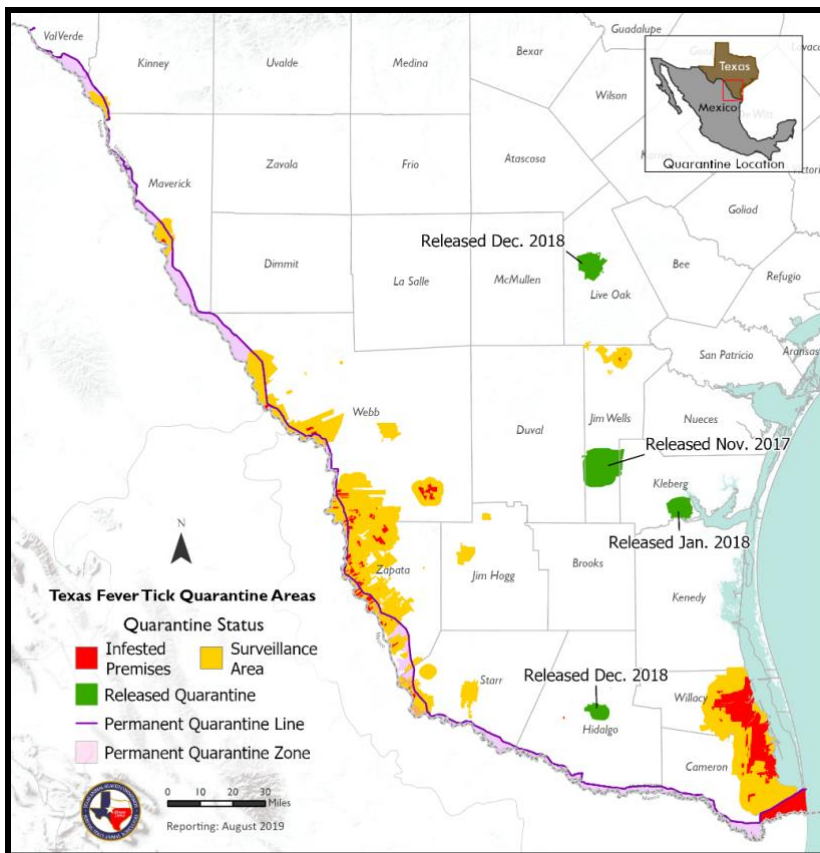 Guadalupe
ValVerde
Kinney
Uvalde
Medina
Bexar
Wilson
Texas
Mexico
De Witt
Quarantine Location
Zavala
Frio
Atascosa
Maverick
Goliad
Released Dec. 2018
Dimmit
La Salle
McMullen
Live Oak
Bee
Refugio
San Patricio
Aransas
Webb
Duval
Jim Wells
Nueces
Released Nov. 2017
Kleberg
Released Jan. 2018
N
Zapata
Jim Hogg
Brooks
Kenedy
Texas Fever Tick Quarantine Areas
Quarantine Status
Infested Premises
Surveillance Area
Released Quarantine
Permanent Quarantine Line
Permanent Quarantine Zone
Starr
Released Dec. 2018
Hidalgo
Willacy
Cameron
0 10 20 30
Miles
Reporting: August 2019